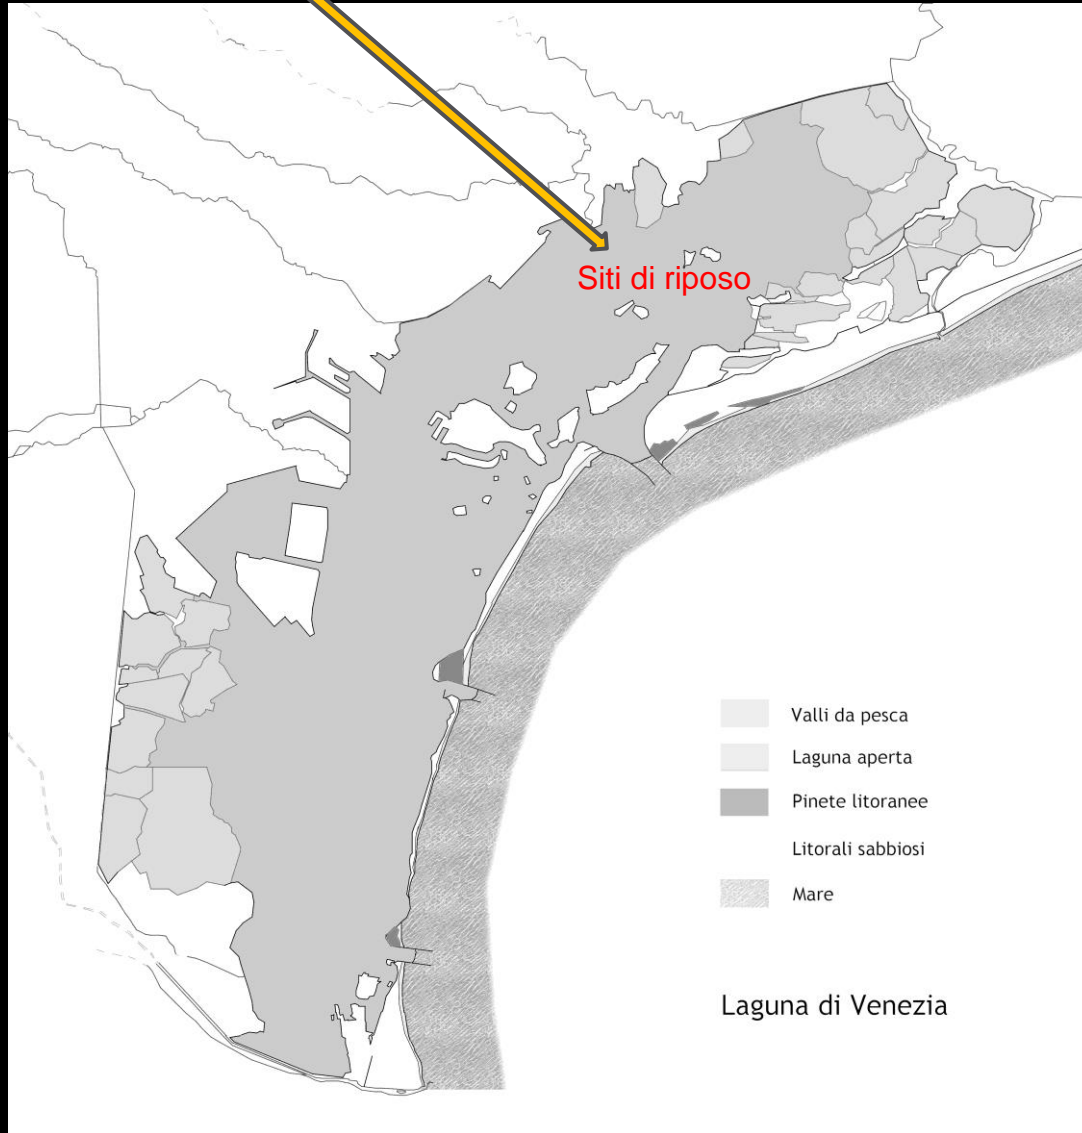 Siti di riposo
Valli da pesca
Laguna aperta
Pinete litoranee
Litorali sabbiosi
Mare
Laguna di Venezia